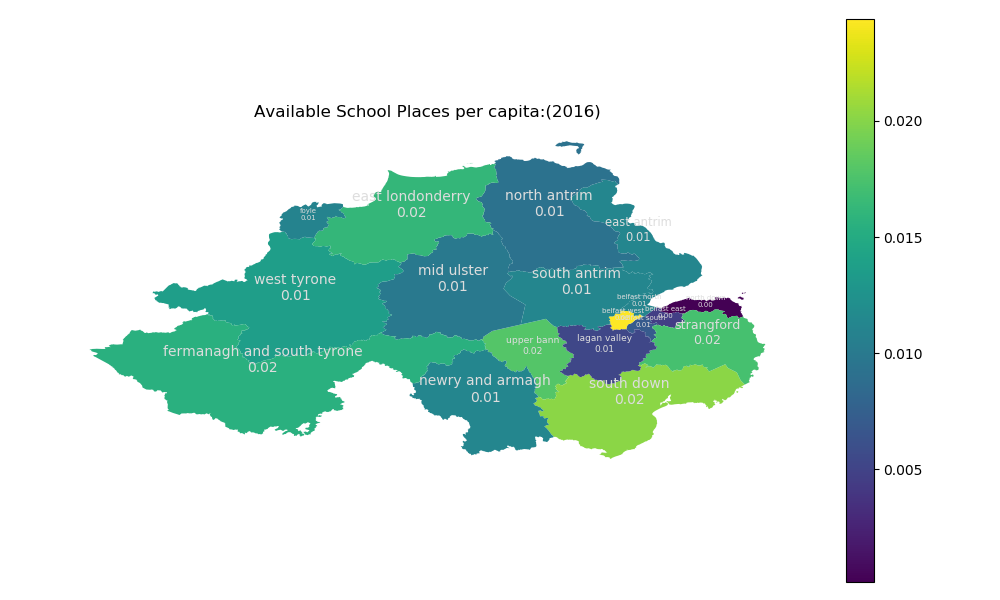 Available School Places per capita:(2016)
east londonderry
0.02
north antrim
0.01
foyle
0.01
east antrim
0.01
mid ulster
0.01
south antrim
0.01
west tyrone
0.01
belfast north
0.01
0.00
belfast east
0.00
belfast west
south
0.01
strangford
0.02
upper bann
0.02
lagan valley
0.01
fermanagh and south tyrone
0.02
newry and armagh
0.01
south down
0.02
0.020
0.015
0.010
0.005